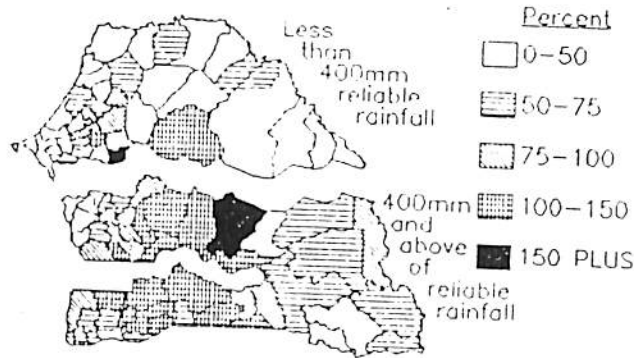 Less
than
400mm
reliable
rainfall
400mm
and
above
of
reliable
rainfall
Percent
0-50
50-75
75-100
100-150
150 PLUS